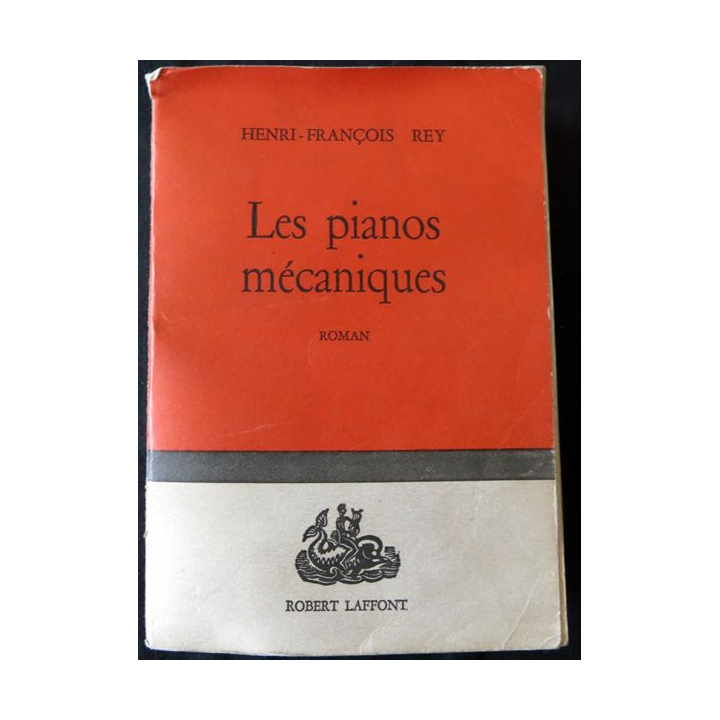 HENRI-FRANÇOIS REY
Les pianos
mécaniques
ROMAN
ROBERT LAFFONT